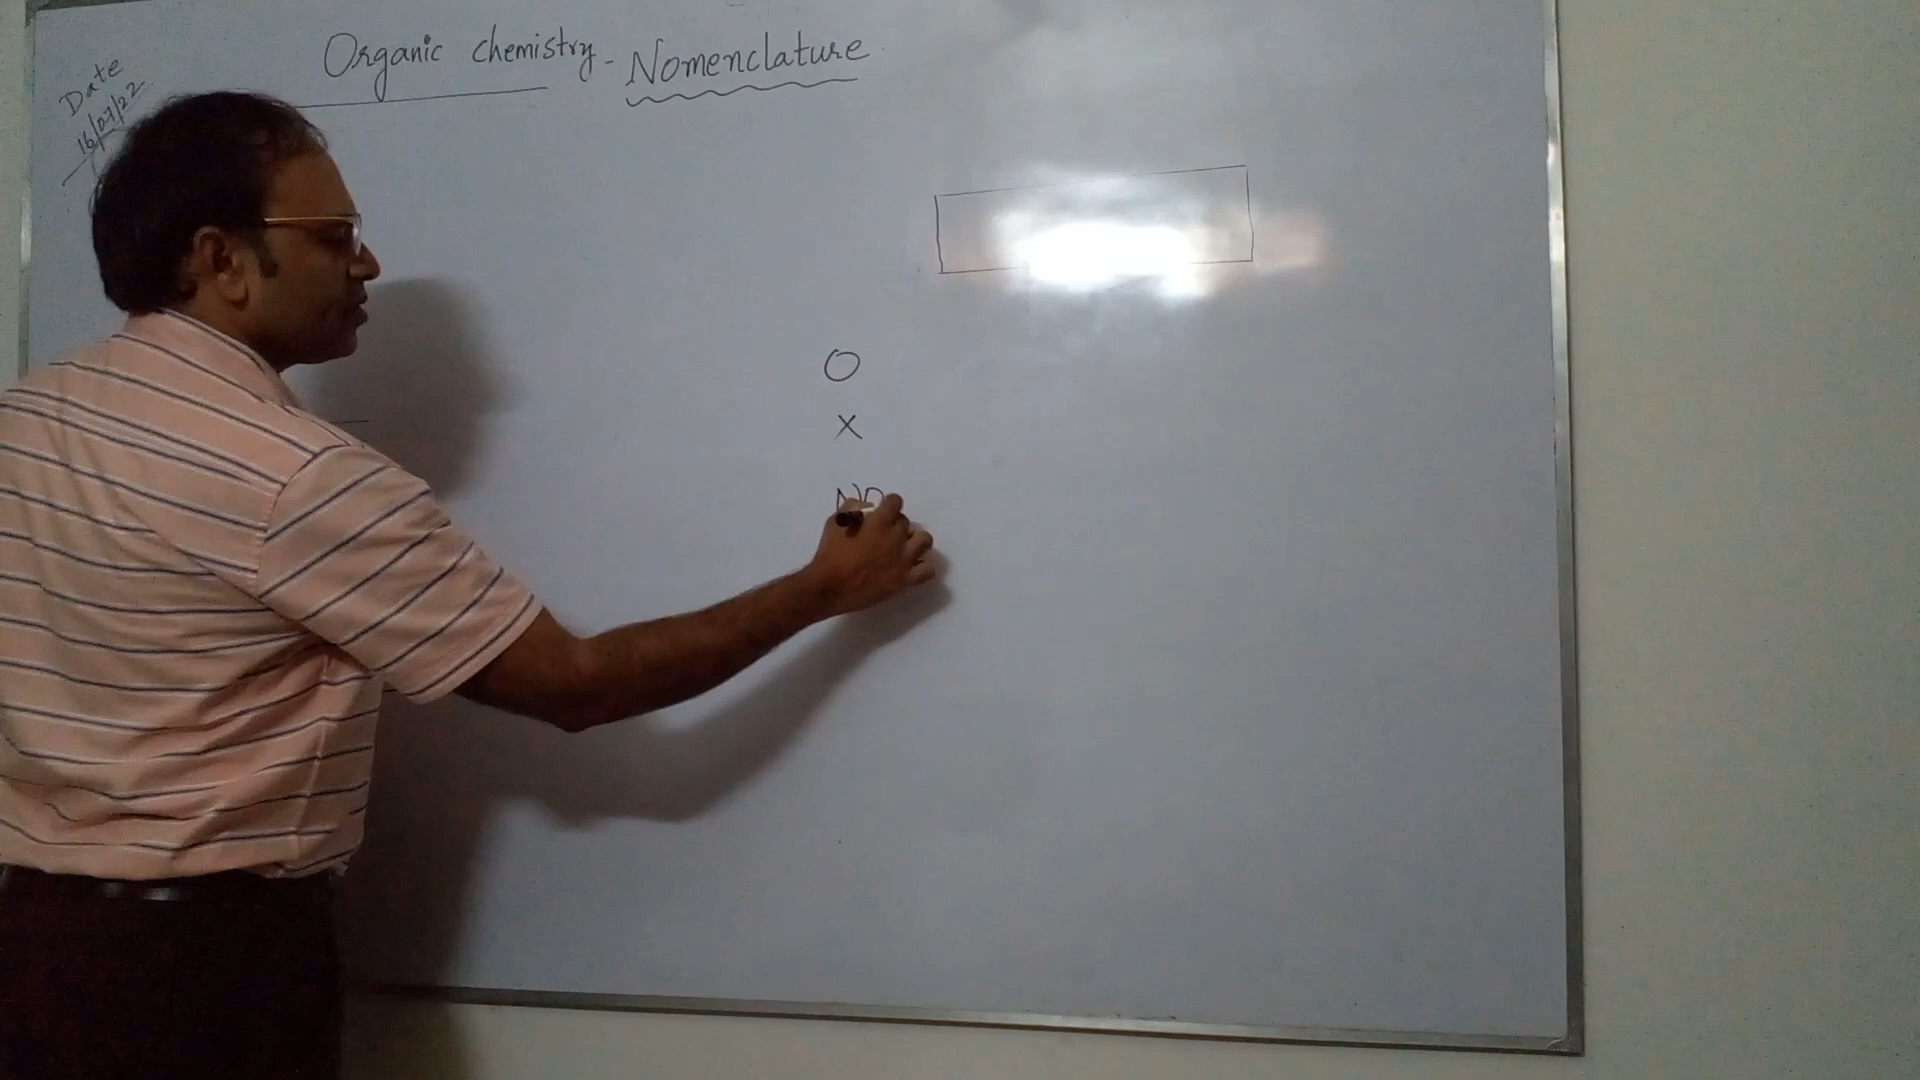 Organic chemistry - Nomenclature
Date
16/07/22
O
X